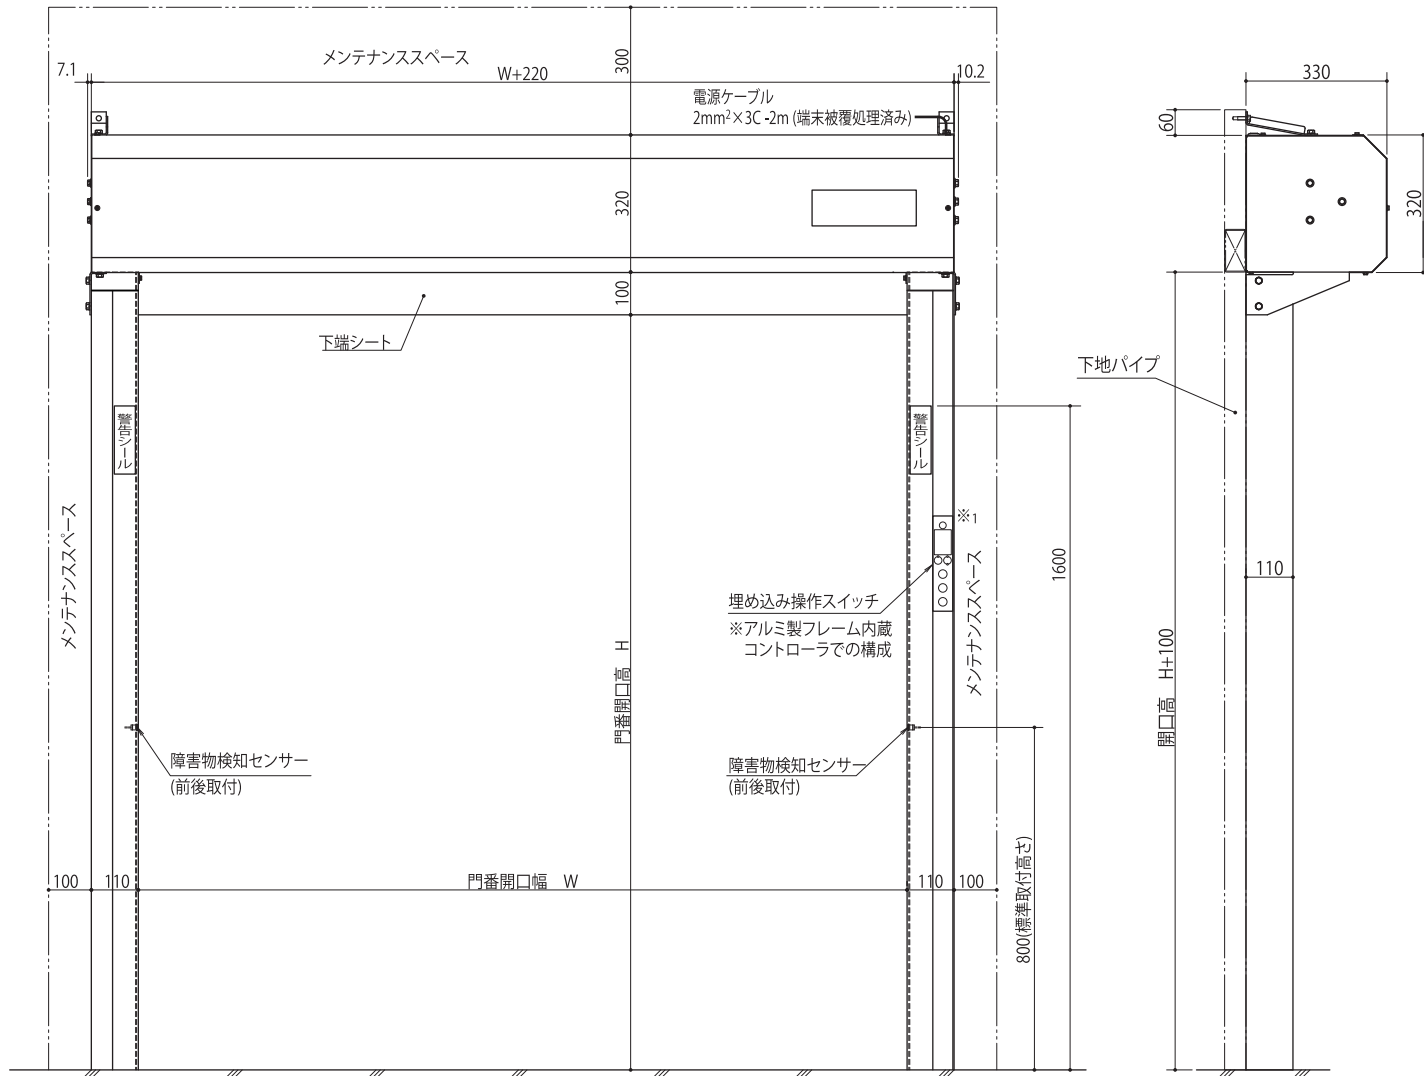 メンテナンススペース
7.1
W+220
10.2
300
電源ケーブル
2mm²×3C -2m (端末被覆処理済み)
320
100
下端シート
警告シール
警告シール
メンテナンススペース
※1
メンテナンススペース
1600
埋め込み操作スイッチ
※アルミ製フレーム内蔵
コントローラでの構成
門番開口高 H
障害物検知センサー
(前後取付)
障害物検知センサー
(前後取付)
800(標準取付高さ)
100
110
門番開口幅 W
110
100
330
60
320
下地パイプ
110
開口高 H+100